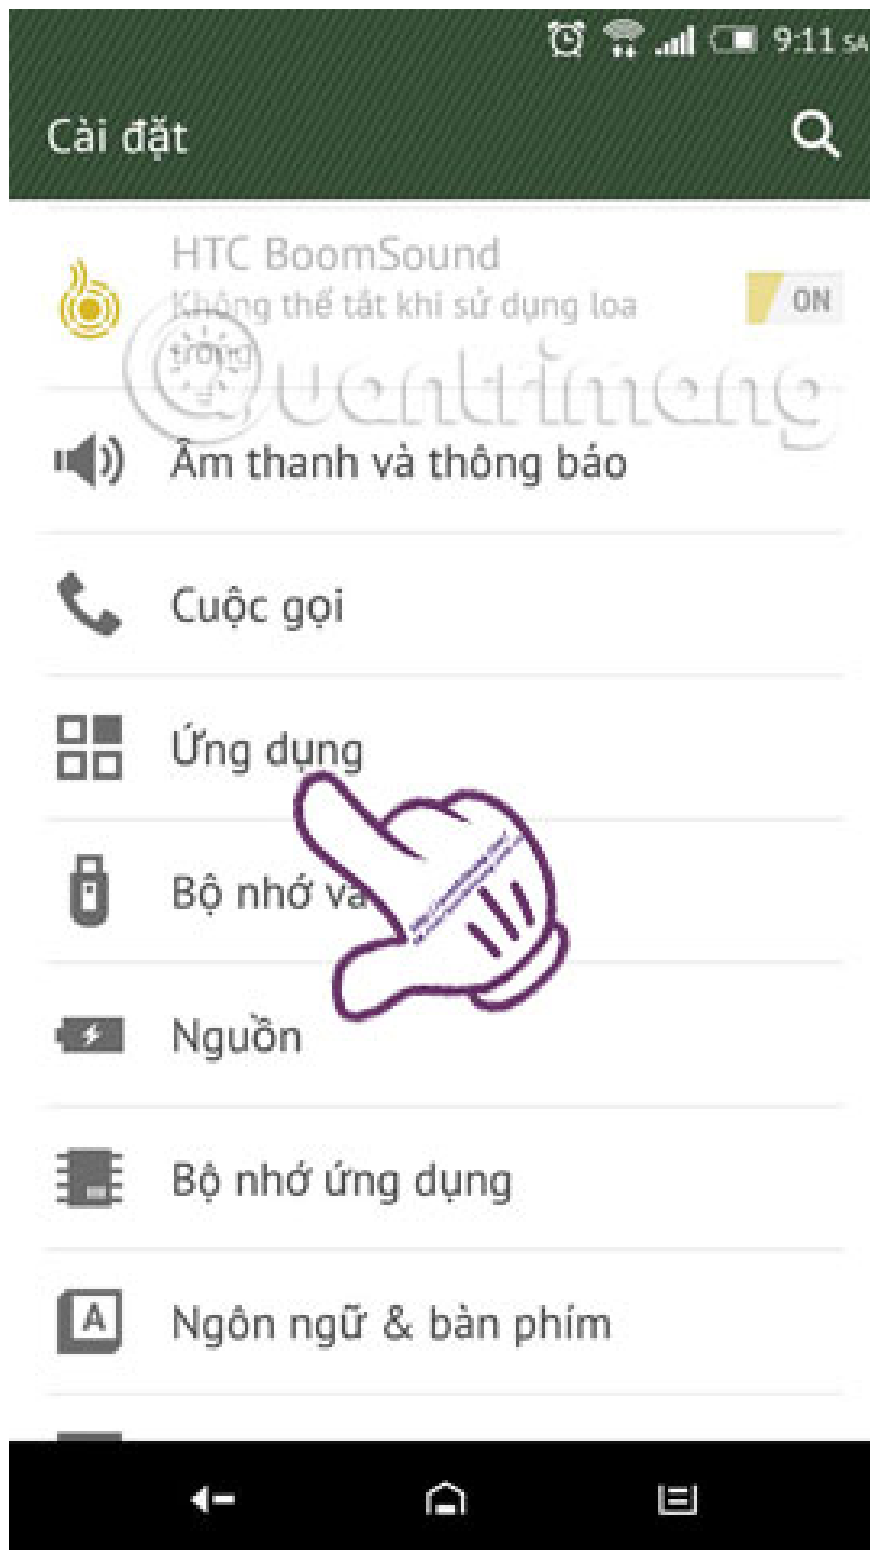 9:11 SA
Cài đặt
HTC BoomSound
Không thể tắt khi sử dụng loa
trong
ON
Quantrimang
Âm thanh và thông báo
Cuộc gọi
Ứng dụng
Bộ nhớ và
Nguồn
Bộ nhớ ứng dụng
A
Ngôn ngữ & bàn phím